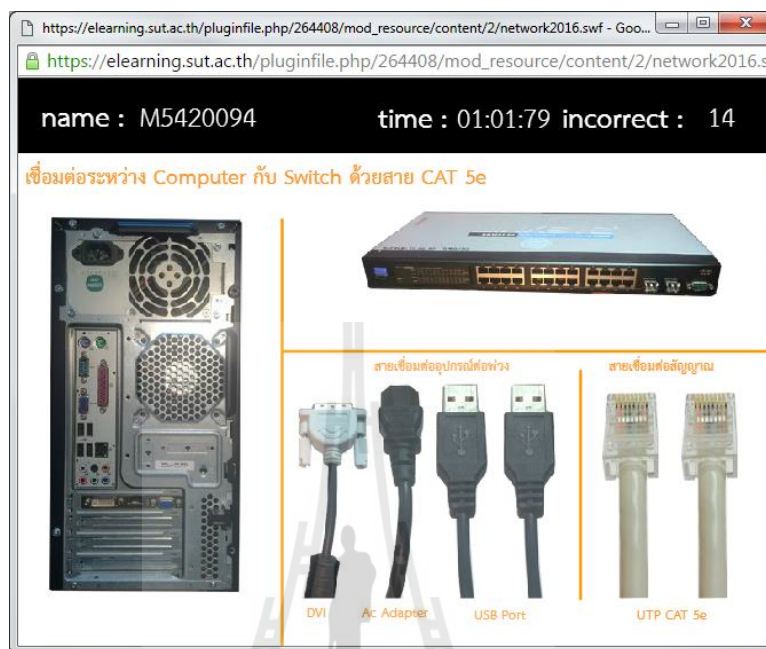 https://elearning.sut.ac.th/pluginfile.php/264408/mod_resource/content/2/network2016.swf - Goo...
https://elearning.sut.ac.th/pluginfile.php/264408/mod_resource/content/2/network2016.s
name : M5420094 time : 01:01:79 incorrect : 14
เชื่อมต่อระหว่าง Computer กับ Switch ด้วยสาย CAT 5e
สายเชื่อมต่ออุปกรณ์ต่อพ่วง สายเชื่อมต่อสัญญาณ
DVI Ac Adapter USB Port UTP CAT 5e